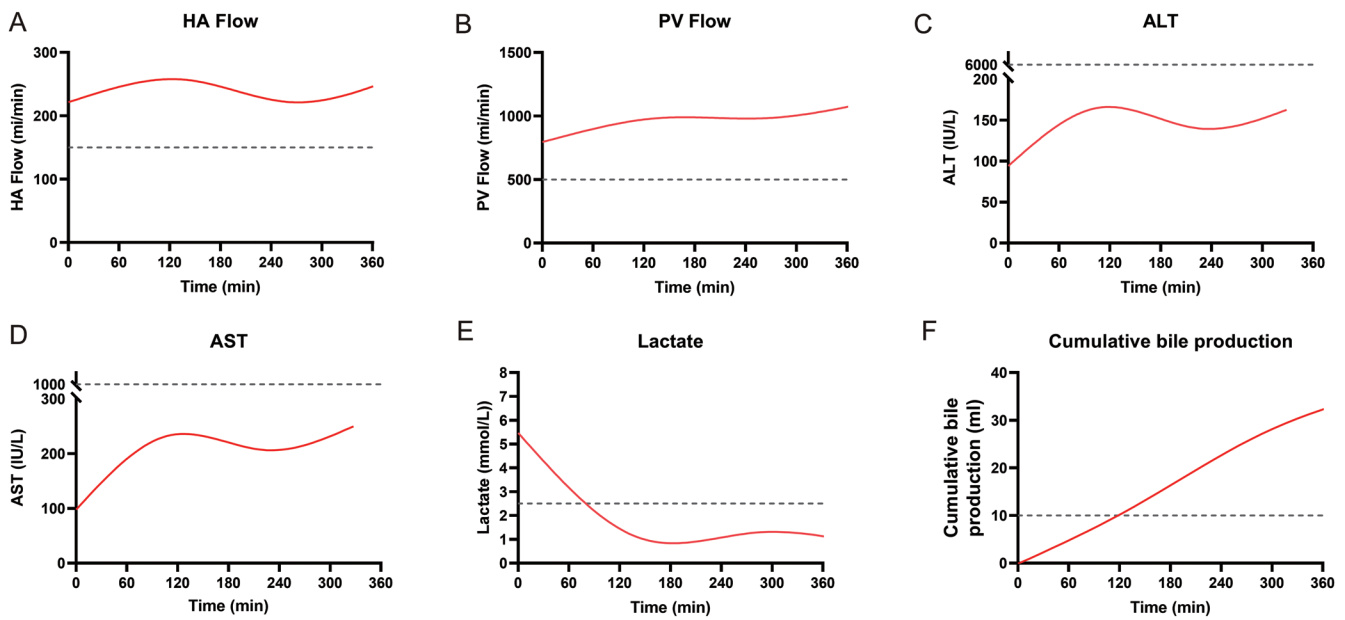 A
HA Flow
HA Flow (mi/min)
300
200
100
0
0 60 120 180 240 300 360
Time (min)
B
PV Flow
PV Flow (mi/min)
1500
1000
500
0
0 60 120 180 240 300 360
Time (min)
C
ALT
ALT (IU/L)
6000
200
150
100
50
0
0 60 120 180 240 300 360
Time (min)
D
AST
AST (IU/L)
1000
300
200
100
0
0 60 120 180 240 300 360
Time (min)
E
Lactate
Lactate (mmol/L))
8
7
6
5
4
3
2
1
0
0 60 120 180 240 300 360
Time (min)
F
Cumulative bile production
Cumulative bile
production (ml)
40
30
20
10
0
0 60 120 180 240 300 360
Time (min)